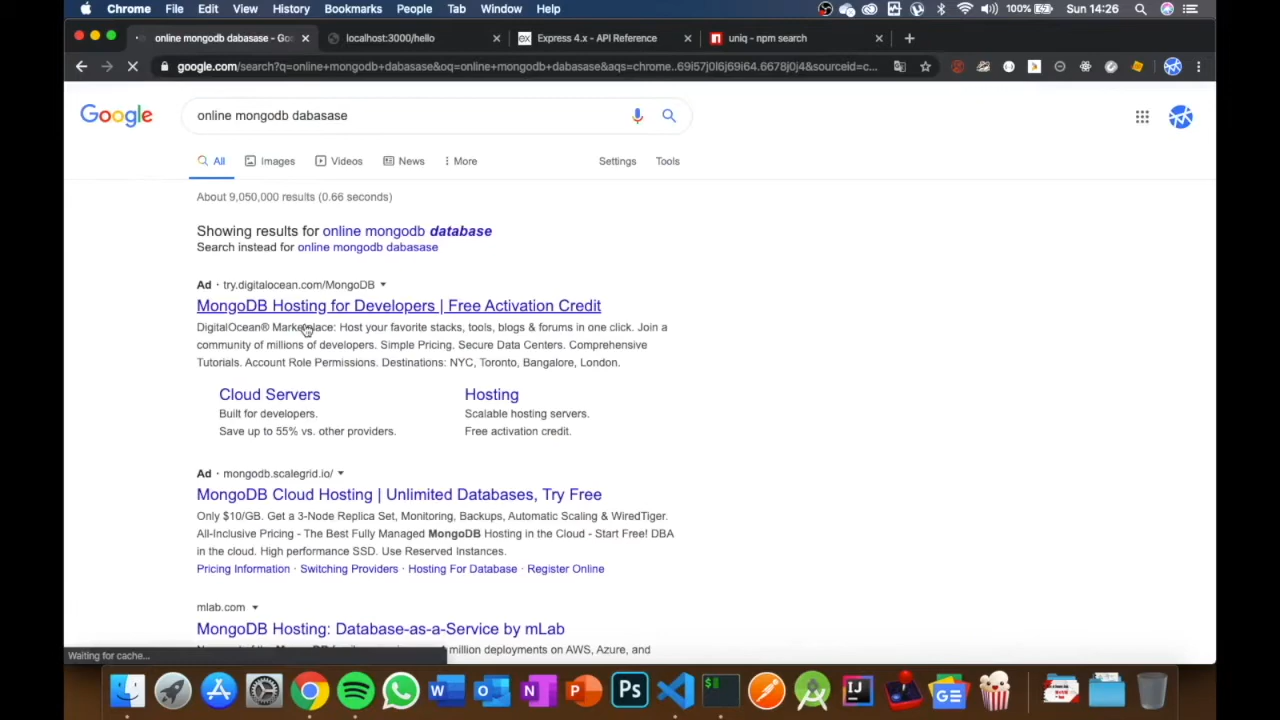 Chrome File Edit View History Bookmarks People Tab Window Help 100% Sun 14:26
online mongodb dabasase - Goo localhost:3000/hello Express 4.x - API Reference uniq - npm search
google.com/search?q=online+mongodb+dabasase&oq=online+mongodb+dabasase&aqs=chrome..69i57j0l6j69i64.6678j0j4&sourceid=c...
Google online mongodb dabasase
All Images Videos News More Settings Tools
About 9,050,000 results (0.66 seconds)
Showing results for online mongodb database
Search instead for online mongodb dabasase
Ad · try.digitalocean.com/MongoDB
MongoDB Hosting for Developers | Free Activation Credit
DigitalOcean® Marketplace: Host your favorite stacks, tools, blogs & forums in one click. Join a
community of millions of developers. Simple Pricing. Secure Data Centers. Comprehensive
Tutorials. Account Role Permissions. Destinations: NYC, Toronto, Bangalore, London.
Cloud Servers Hosting
Built for developers. Scalable hosting servers.
Save up to 55% vs. other providers. Free activation credit.
Ad · mongodb.scalegrid.io/
MongoDB Cloud Hosting | Unlimited Databases, Try Free
Only $10/GB. Get a 3-Node Replica Set, Monitoring, Backups, Automatic Scaling & WiredTiger.
All-Inclusive Pricing - The Best Fully Managed MongoDB Hosting in the Cloud - Start Free! DBA
in the cloud. High performance SSD. Use Reserved Instances.
Pricing Information · Switching Providers · Hosting For Database · Register Online
mlab.com
MongoDB Hosting: Database-as-a-Service by mLab
million deployments on AWS, Azure, and
Waiting for cache...